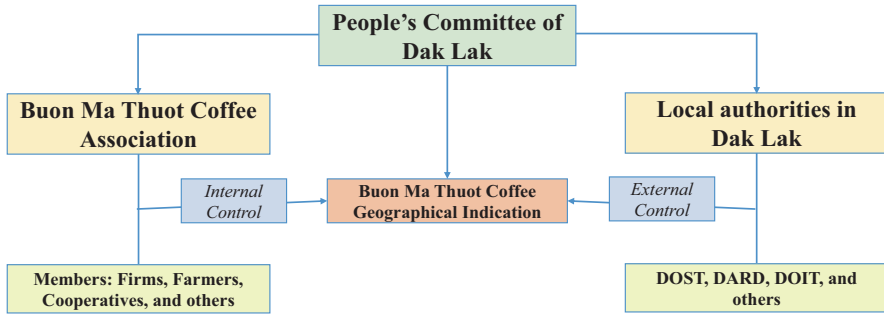 People's Committee of
Dak Lak
Buon Ma Thuot Coffee
Association
Local authorities in
Dak Lak
Internal
Control
Buon Ma Thuot Coffee
Geographical Indication
External
Control
Members: Firms, Farmers,
Cooperatives, and others
DOST, DARD, DOIT, and
others